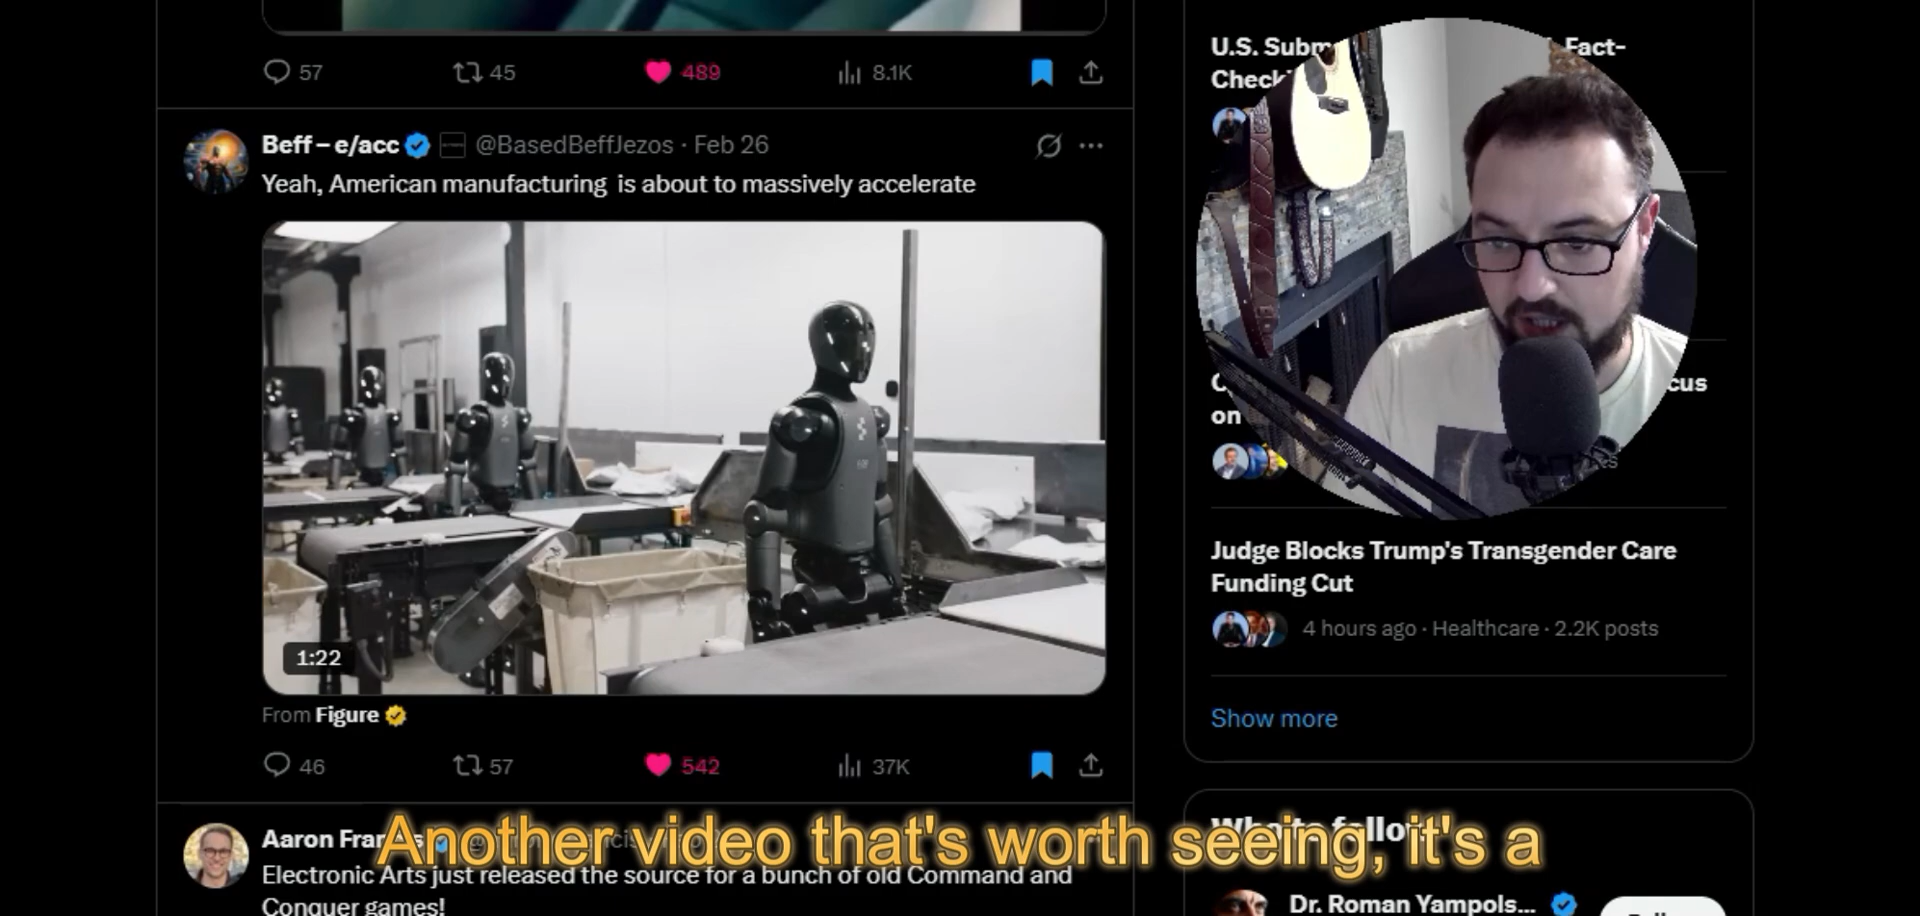 57 45 489 8.1K
Beff – e/acc @BasedBeffJezos · Feb 26
Yeah, American manufacturing is about to massively accelerate
1:22
From Figure
46 57 542 37K
Aaron
Electronic Arts just released the source for a bunch of old Command and
Conquer games!
Another video that's worth seeing, it's a
U.S. Fact-
on
Judge Blocks Trump's Transgender Care
Funding Cut
4 hours ago · Healthcare · 2.2K posts
Show more
Dr. Roman Yampols...